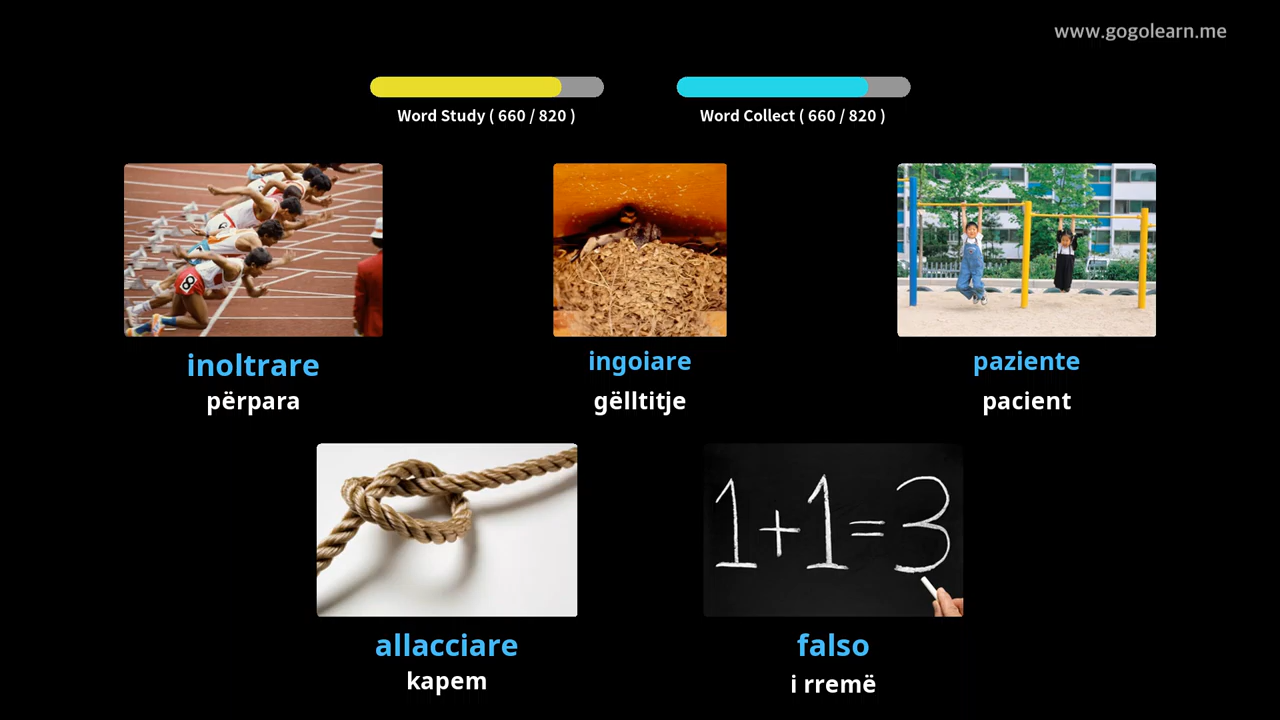 www.gogolearn.me
Word Study ( 660 / 820 )
Word Collect ( 660 / 820 )
inoltrare
përpara
ingoiare
gëlltitje
paziente
pacient
8
1+1=3
allacciare
kapem
falso
i rremë